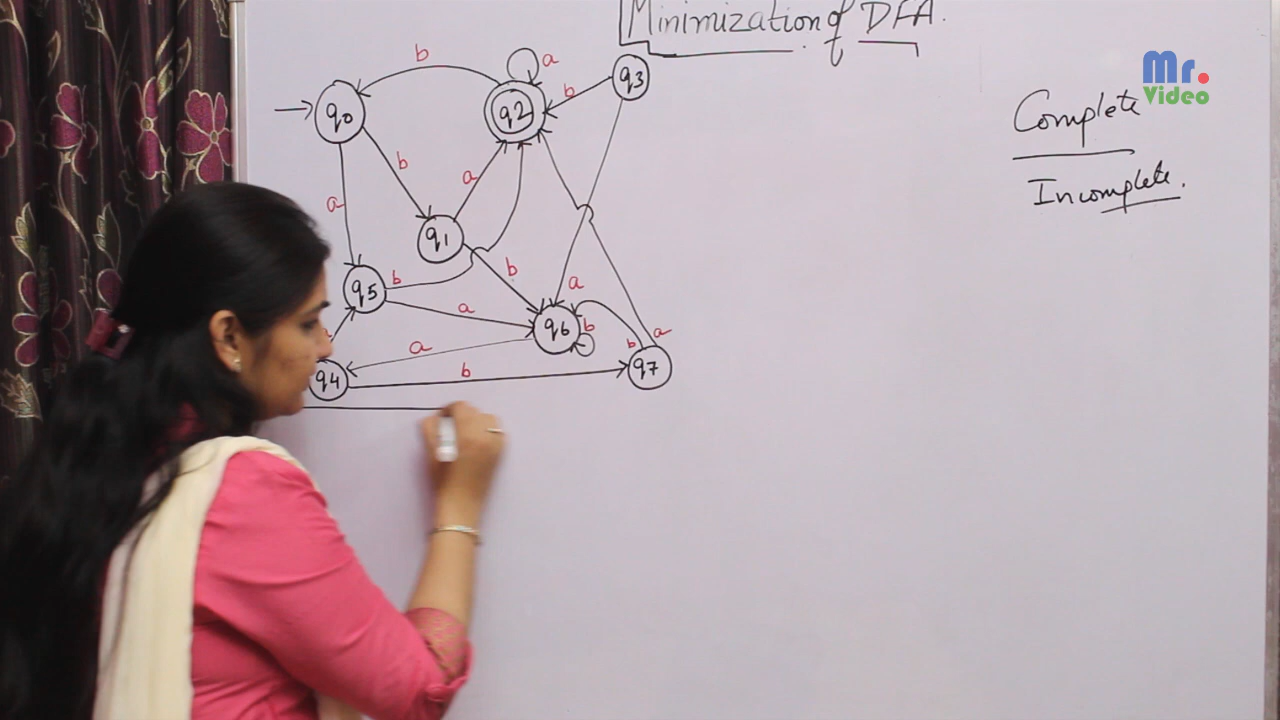 Minimization of DFA.
Mr.
Video
Complete
Incomplete.
b
a
q0
q2
b
q3
b
a
a
q1
b
b
a
q5
a
q6
b
b
a
a
q4
b
q7